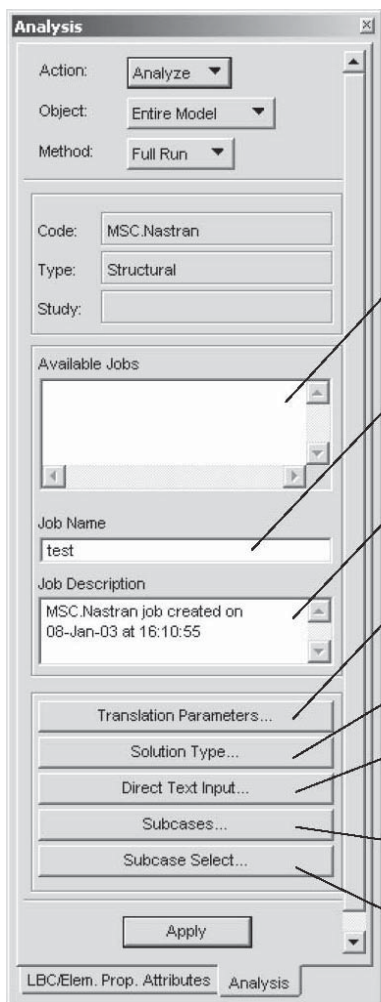 Analysis
Action: Analyze
Object: Entire Model
Method: Full Run
Code: MSC.Nastran
Type: Structural
Study:
Available Jobs
Job Name
test
Job Description
MSC.Nastran job created on
08-Jan-03 at 16:10:55
Translation Parameters...
Solution Type...
Direct Text Input...
Subcases...
Subcase Select...
Apply
LBC/Elem. Prop. Attributes Analysis